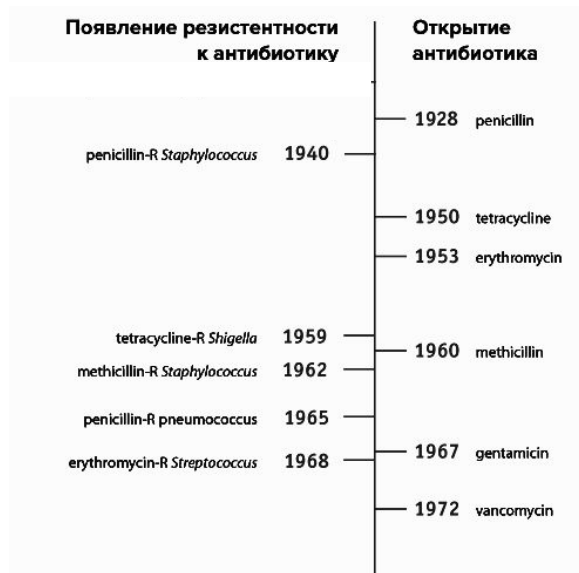 Появление резистентности
к антибиотику
Открытие
антибиотика
1928 penicillin
penicillin-R Staphylococcus 1940
1950 tetracycline
1953 erythromycin
tetracycline-R Shigella 1959
1960 methicillin
methicillin-R Staphylococcus 1962
penicillin-R pneumococcus 1965
1967 gentamicin
erythromycin-R Streptococcus 1968
1972 vancomycin